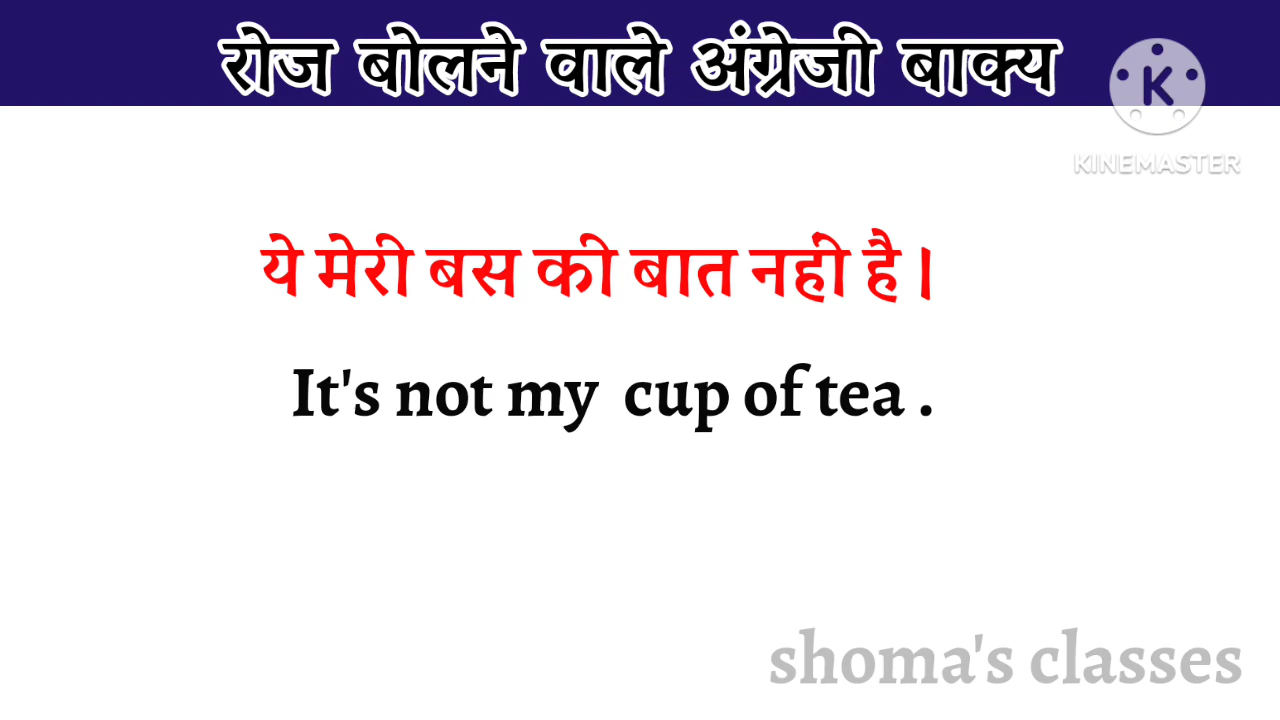 रोज बोलने वाले अंग्रेजी बाक्य
K
KINEMASTER
ये मेरी बस की बात नहीं है।
It's not my cup of tea .
shoma's classes